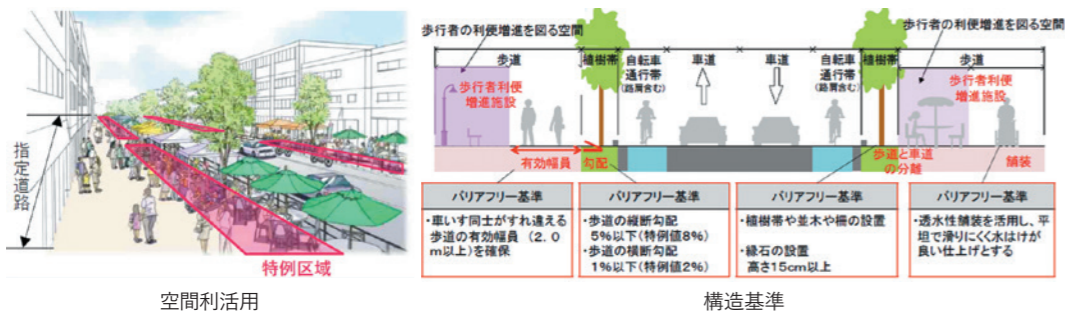 指定道路
特例区域
空間利活用
歩行者の利便増進を図る空間
歩行者の利便増進を図る空間
歩道
植樹帯
自転車
通行帯
(路肩含む)
車道
車道
自転車
通行帯
(路肩含む)
植樹帯
歩道
歩行者利便
増進施設
歩行者利便
増進施設
有効幅員
勾配
歩道と車道
の分離
舗装
バリアフリー基準
・車いす同士がすれ違える
歩道の有効幅員(2.0
m以上)を確保
バリアフリー基準
・歩道の縦断勾配
5%以下(特例値8%)
・歩道の横断勾配
1%以下(特例値2%)
バリアフリー基準
・植樹帯や並木や柵の設置
・縁石の設置
高さ15cm以上
バリアフリー基準
・透水性舗装を活用し、平
坦で滑りにくく水はけが
良い仕上げとする
構造基準